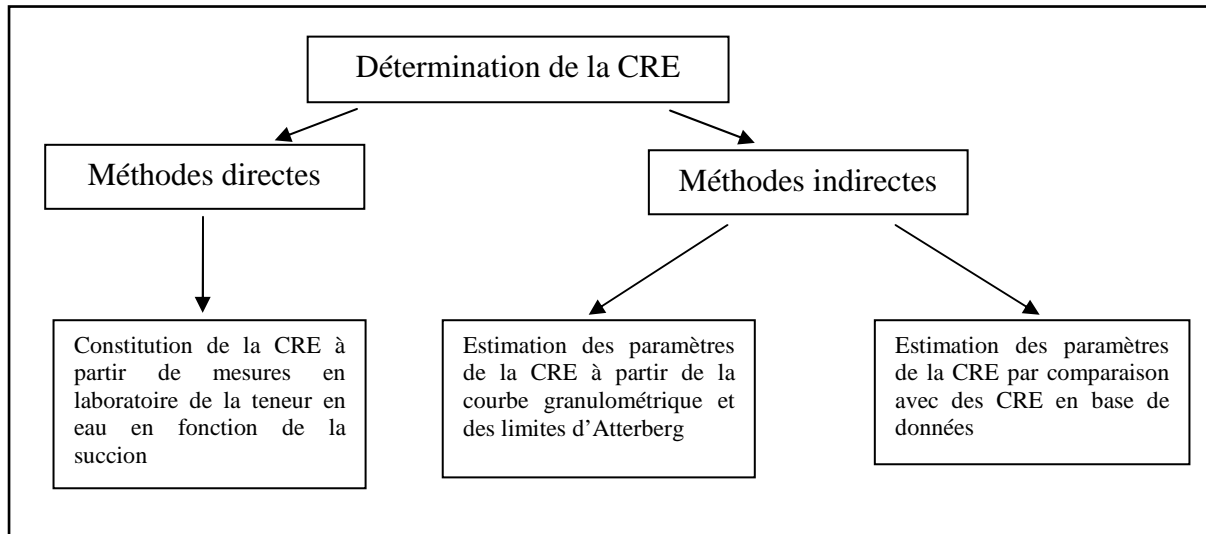 Détermination de la CRE
Méthodes directes
Méthodes indirectes
Constitution de la CRE à
partir de mesures en
laboratoire de la teneur en
eau en fonction de la
succion
Estimation des paramètres
de la CRE à partir de la
courbe granulométrique et
des limites d’Atterberg
Estimation des paramètres
de la CRE par comparaison
avec des CRE en base de
données